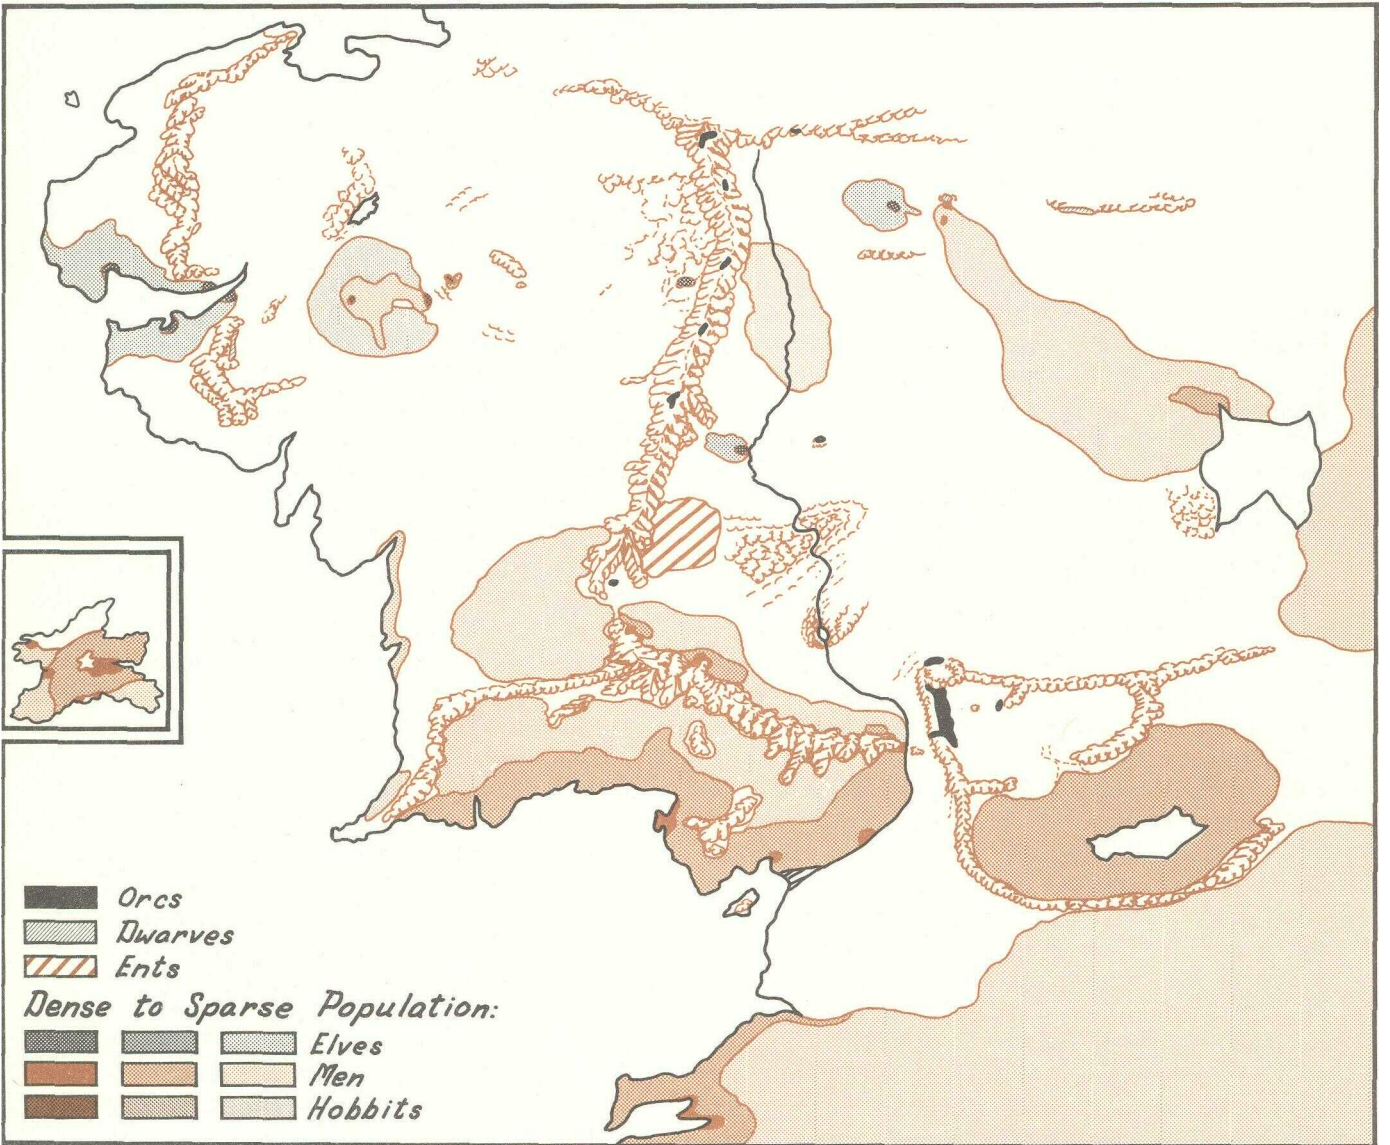 Orcs
Dwarves
Ents
Dense to Sparse Population:
Elves
Men
Hobbits